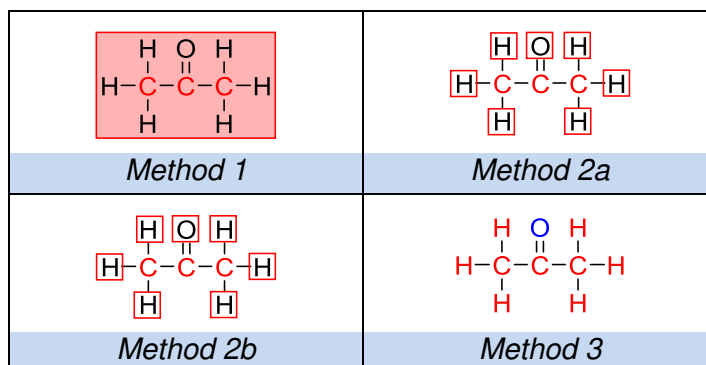 H O H
H C C C H
H H
Method 1
H O H
H C C C H
H H
Method 2a
H O H
H C C C H
H H
Method 2b
H O H
H C C C H
H H
Method 3